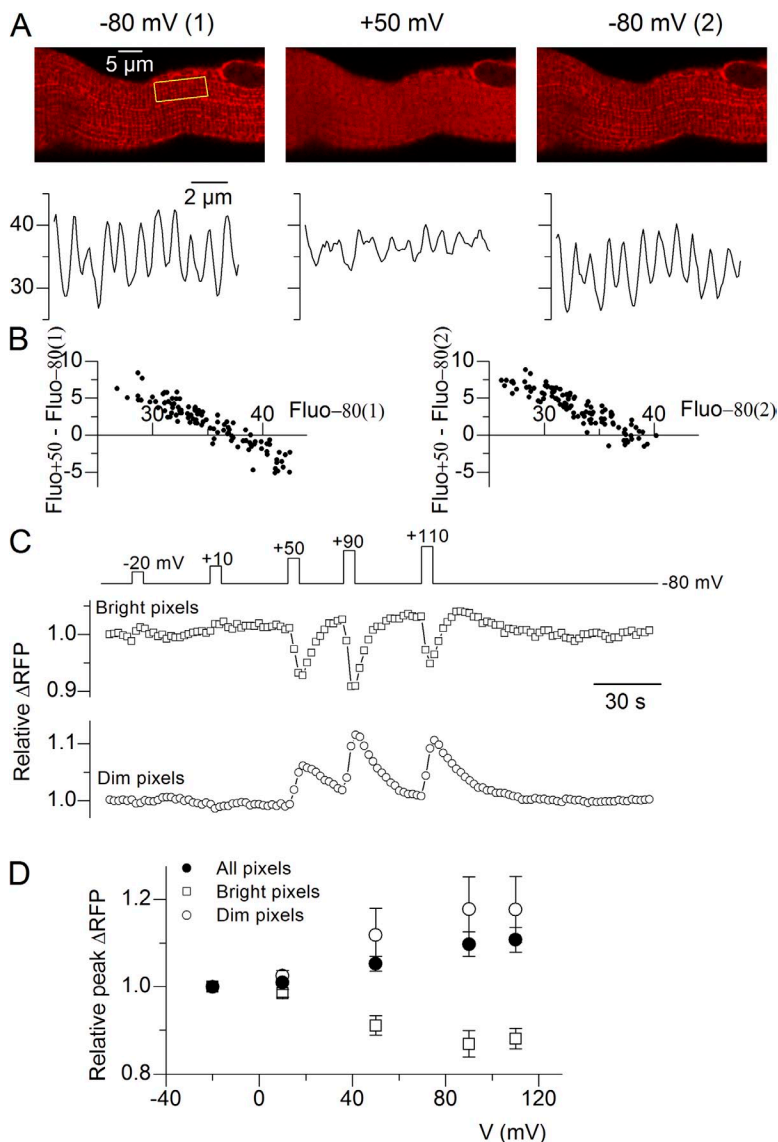 A
-80 mV (1) +50 mV -80 mV (2)
5 µm
2 µm
40
30
B
Fluo+50 - Fluo–80(1)
10
5
0
-5
30 40
Fluo–80(1)
Fluo+50 - Fluo–80(2)
10
5
0
-5
30 40
Fluo–80(2)
C
-20 mV +10 +50 +90 +110
-80 mV
Relative ΔRFP
Bright pixels
1.0
0.9
30 s
1.1
Dim pixels
1.0
D
Relative peak ΔRFP
All pixels
Bright pixels
Dim pixels
1.2
1.0
0.8
-40 0 40 80 120
V (mV)